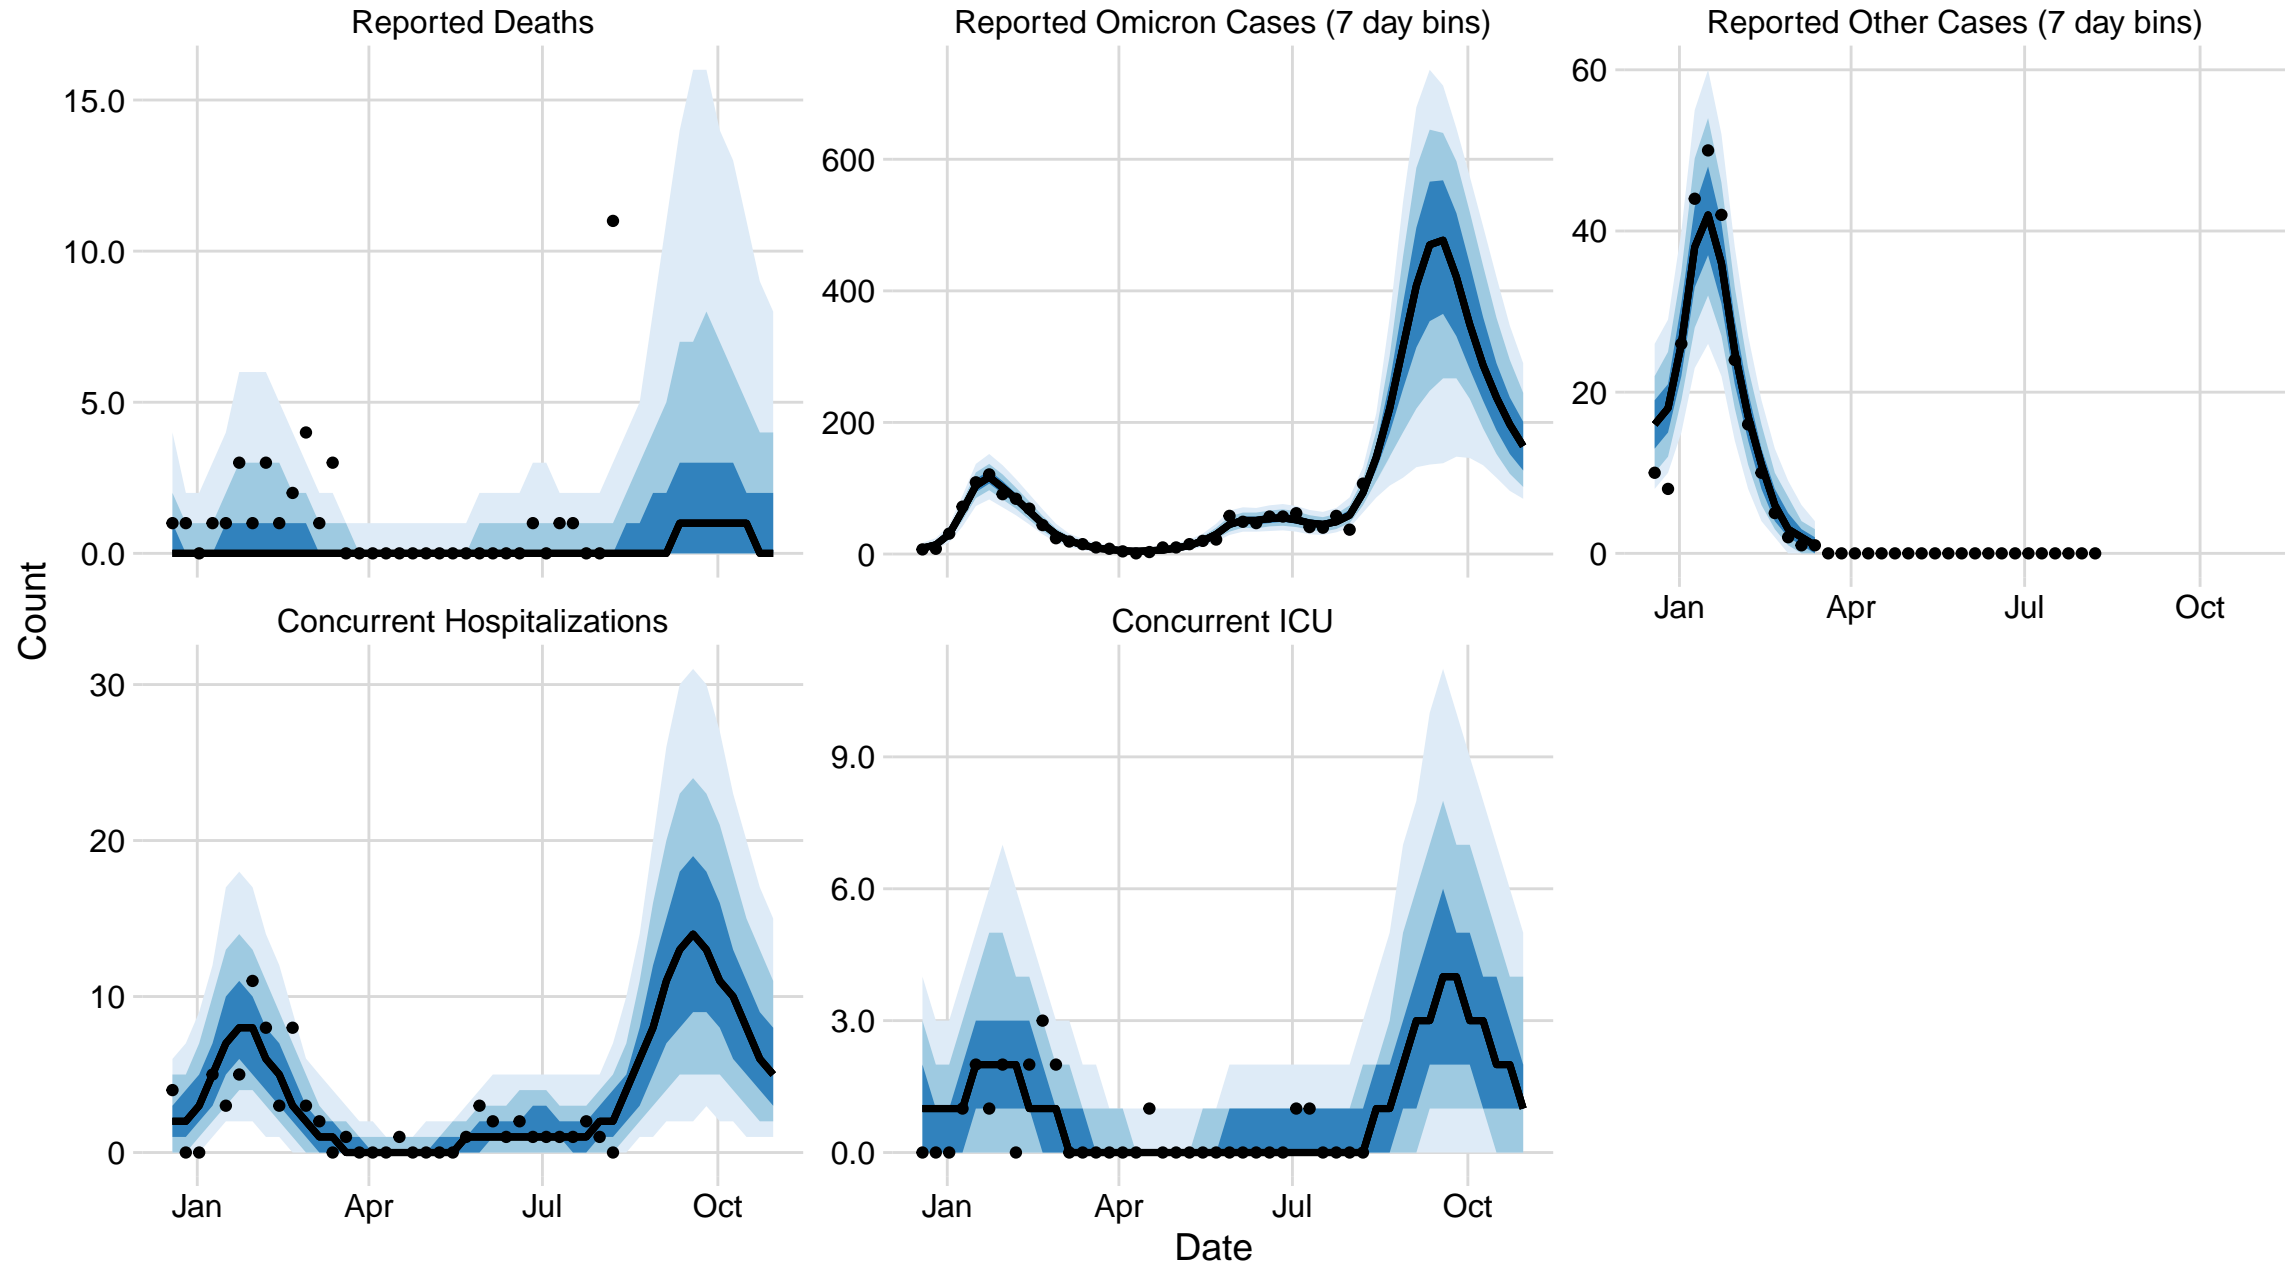 Reported Deaths
Reported Omicron Cases (7 day bins)
Reported Other Cases (7 day bins)
15.0
10.0
5.0
0.0
600
400
200
0
60
40
20
0
Jan Apr Jul Oct
Count
Concurrent Hospitalizations
Concurrent ICU
30
20
10
0
9.0
6.0
3.0
0.0
Jan Apr Jul Oct
Jan Apr Jul Oct
Date